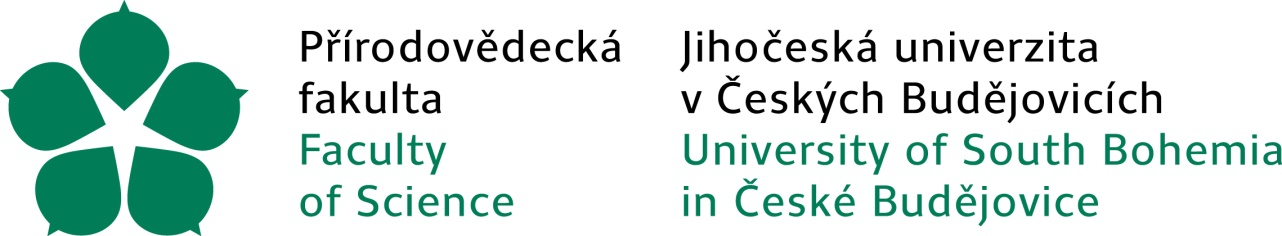 Přírodovědecká
fakulta
Faculty
of Science
Jihočeská univerzita
v Českých Budějovicích
University of South Bohemia
in České Budějovice